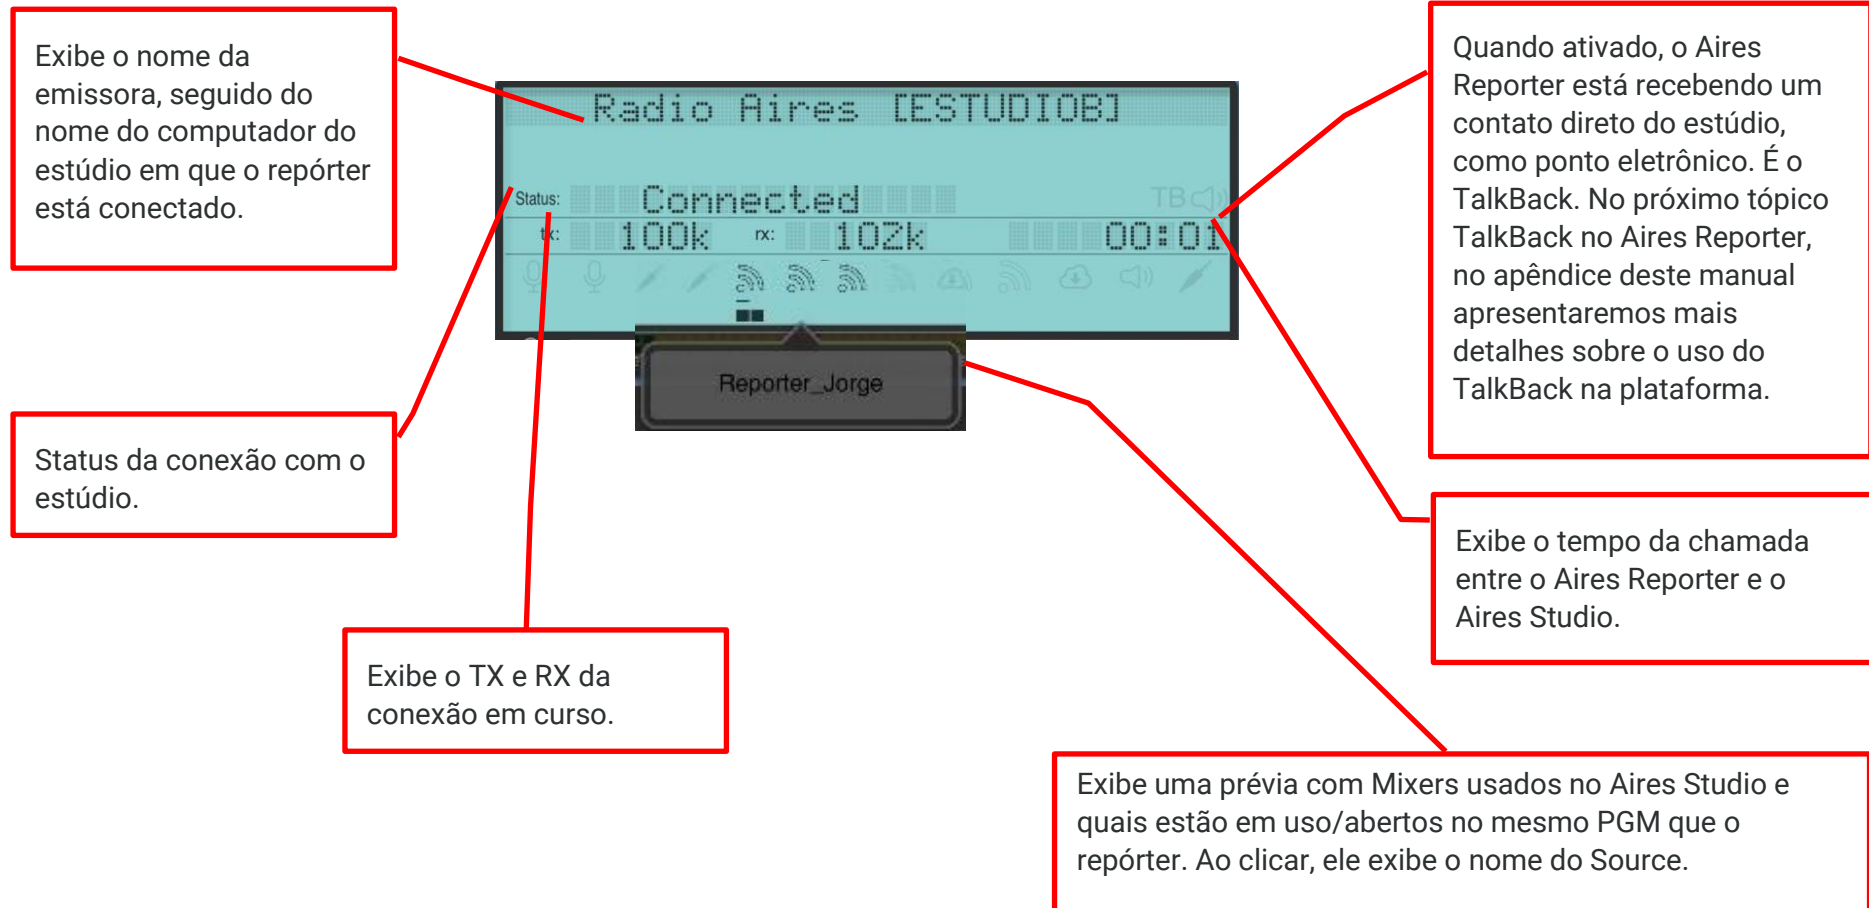 Exibe o nome da
emissora, seguido do
nome do computador do
estúdio em que o repórter
está conectado.
Radio Aires [ESTUDIOB]
Status: Connected TB
tx: 100k rx: 102k 00:01
Reporter_Jorge
Quando ativado, o Aires
Reporter está recebendo um
contato direto do estúdio,
como ponto eletrônico. É o
TalkBack. No próximo tópico
TalkBack no Aires Reporter,
no apêndice deste manual
apresentaremos mais
detalhes sobre o uso do
TalkBack na plataforma.
Status da conexão com o
estúdio.
Exibe o tempo da chamada
entre o Aires Reporter e o
Aires Studio.
Exibe o TX e RX da
conexão em curso.
Exibe uma prévia com Mixers usados no Aires Studio e
quais estão em uso/abertos no mesmo PGM que o
repórter. Ao clicar, ele exibe o nome do Source.